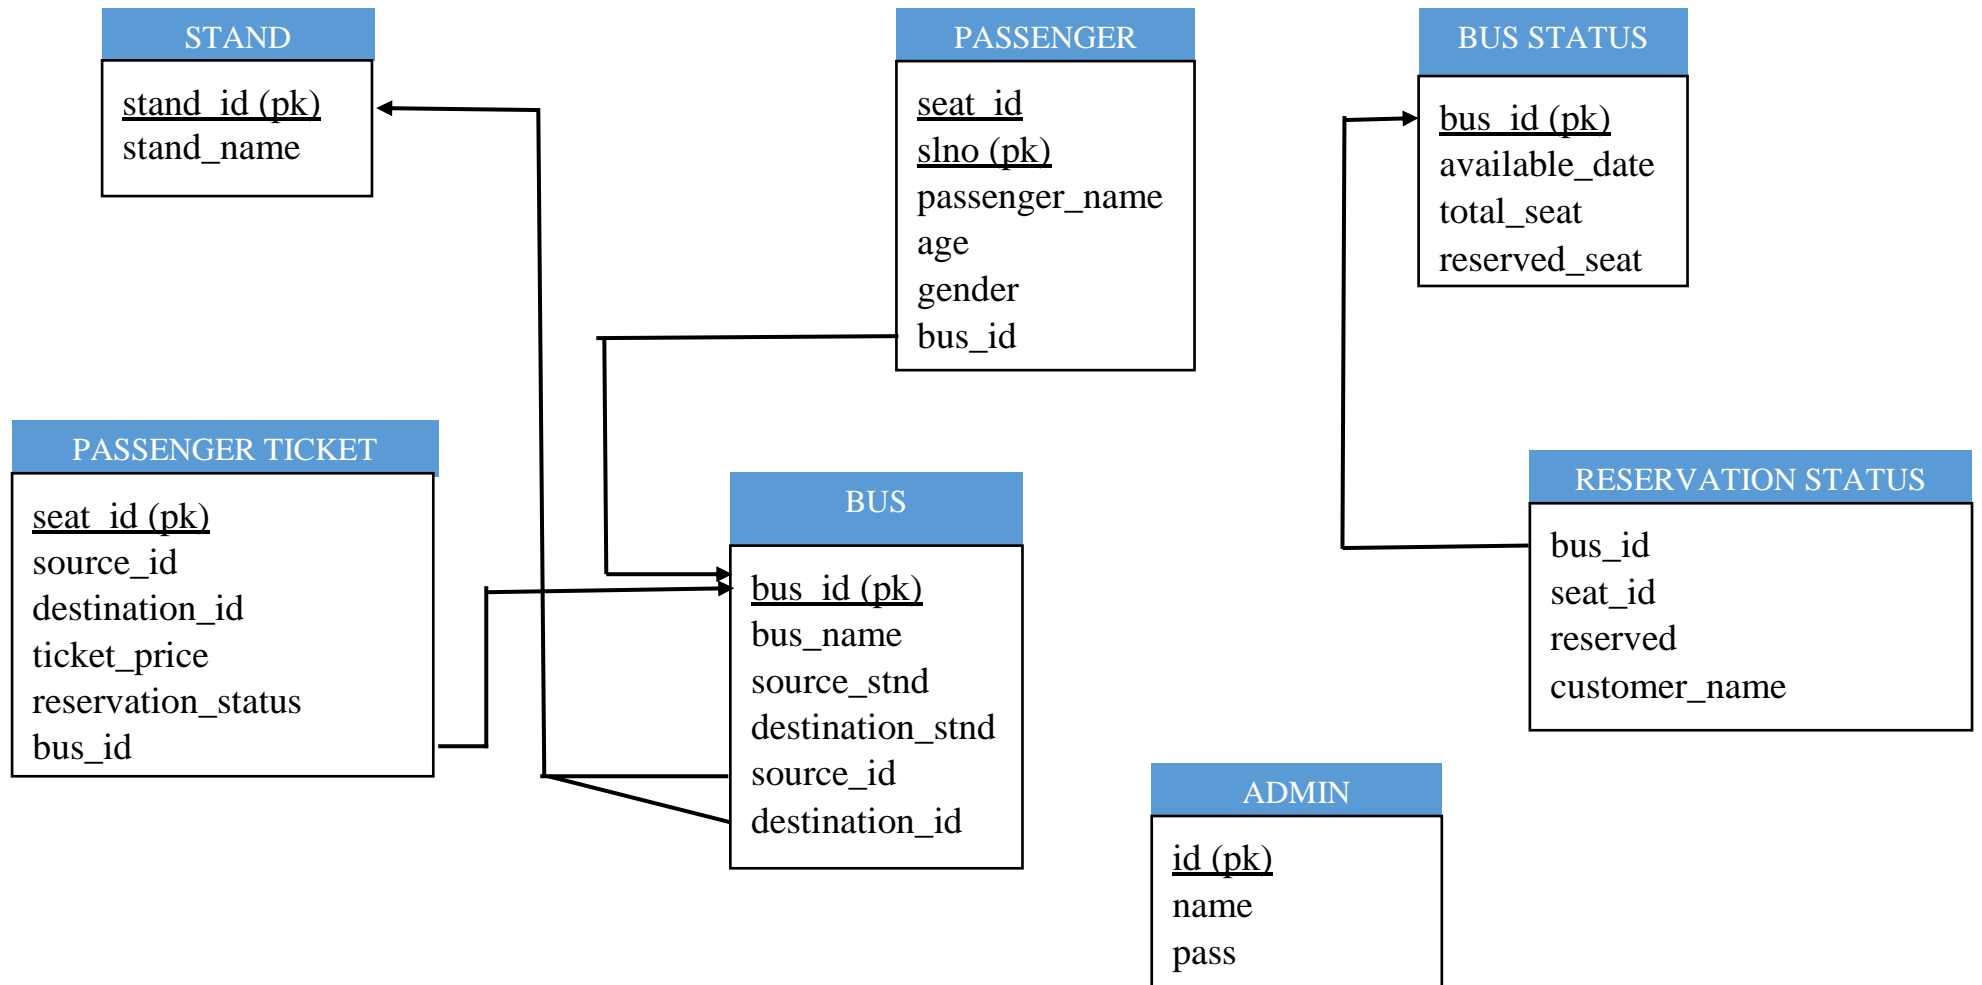 STAND
stand_id (pk)
stand_name
PASSENGER
seat_id
slno (pk)
passenger_name
age
gender
bus_id
BUS STATUS
bus_id (pk)
available_date
total_seat
reserved_seat
PASSENGER TICKET
seat_id (pk)
source_id
destination_id
ticket_price
reservation_status
bus_id
BUS
bus_id (pk)
bus_name
source_stnd
destination_stnd
source_id
destination_id
RESERVATION STATUS
bus_id
seat_id
reserved
customer_name
ADMIN
id (pk)
name
pass